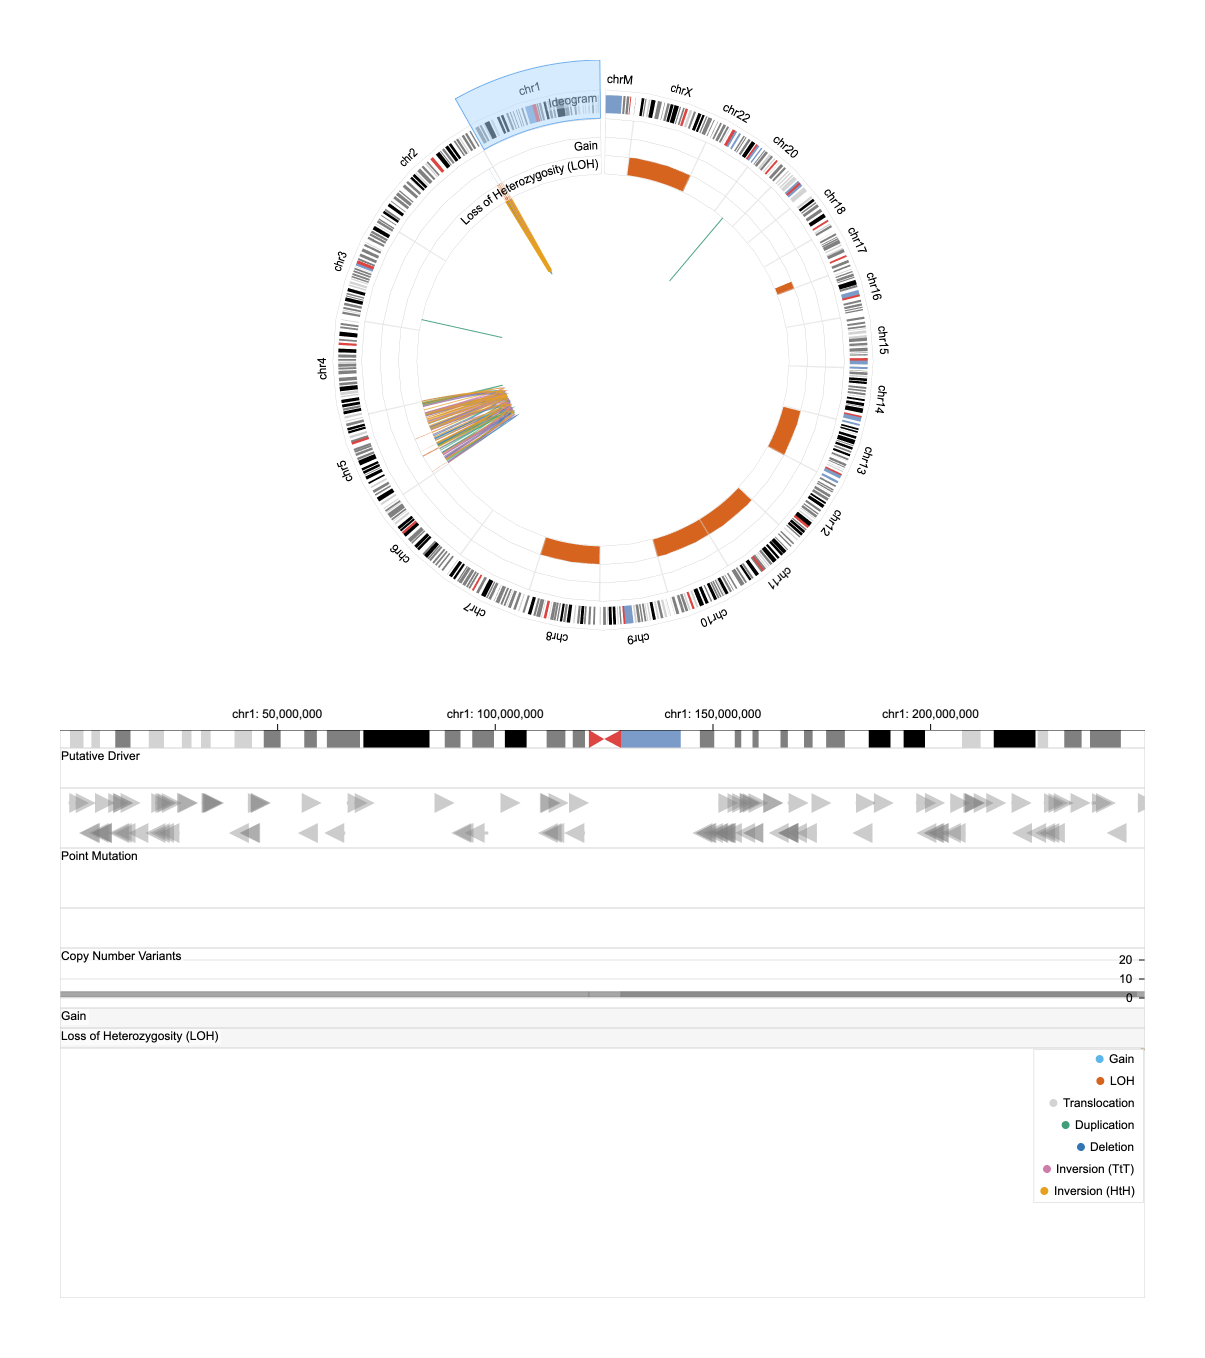 chrM
chrX
chr22
chr20
chr18
chr17
chr16
chr15
chr14
chr13
chr12
chr11
chr10
chr9
chr8
chr7
chr6
chr5
chr4
chr3
chr2
chr1
Ideogram
Gain
Loss of Heterozygosity (LOH)
chr1: 50,000,000
chr1: 100,000,000
chr1: 150,000,000
chr1: 200,000,000
Putative Driver
Point Mutation
Copy Number Variants
20
10
0
Gain
Loss of Heterozygosity (LOH)
Gain
LOH
Translocation
Duplication
Deletion
Inversion (TtT)
Inversion (HtH)